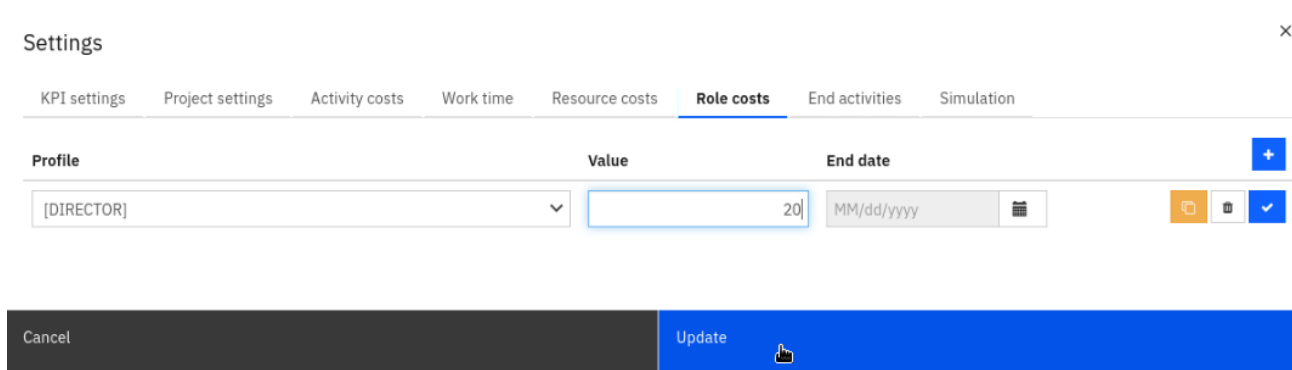 Settings
×
KPI settings Project settings Activity costs Work time Resource costs Role costs End activities Simulation
Profile Value End date
+
[DIRECTOR] 20 MM/dd/yyyy
Cancel Update